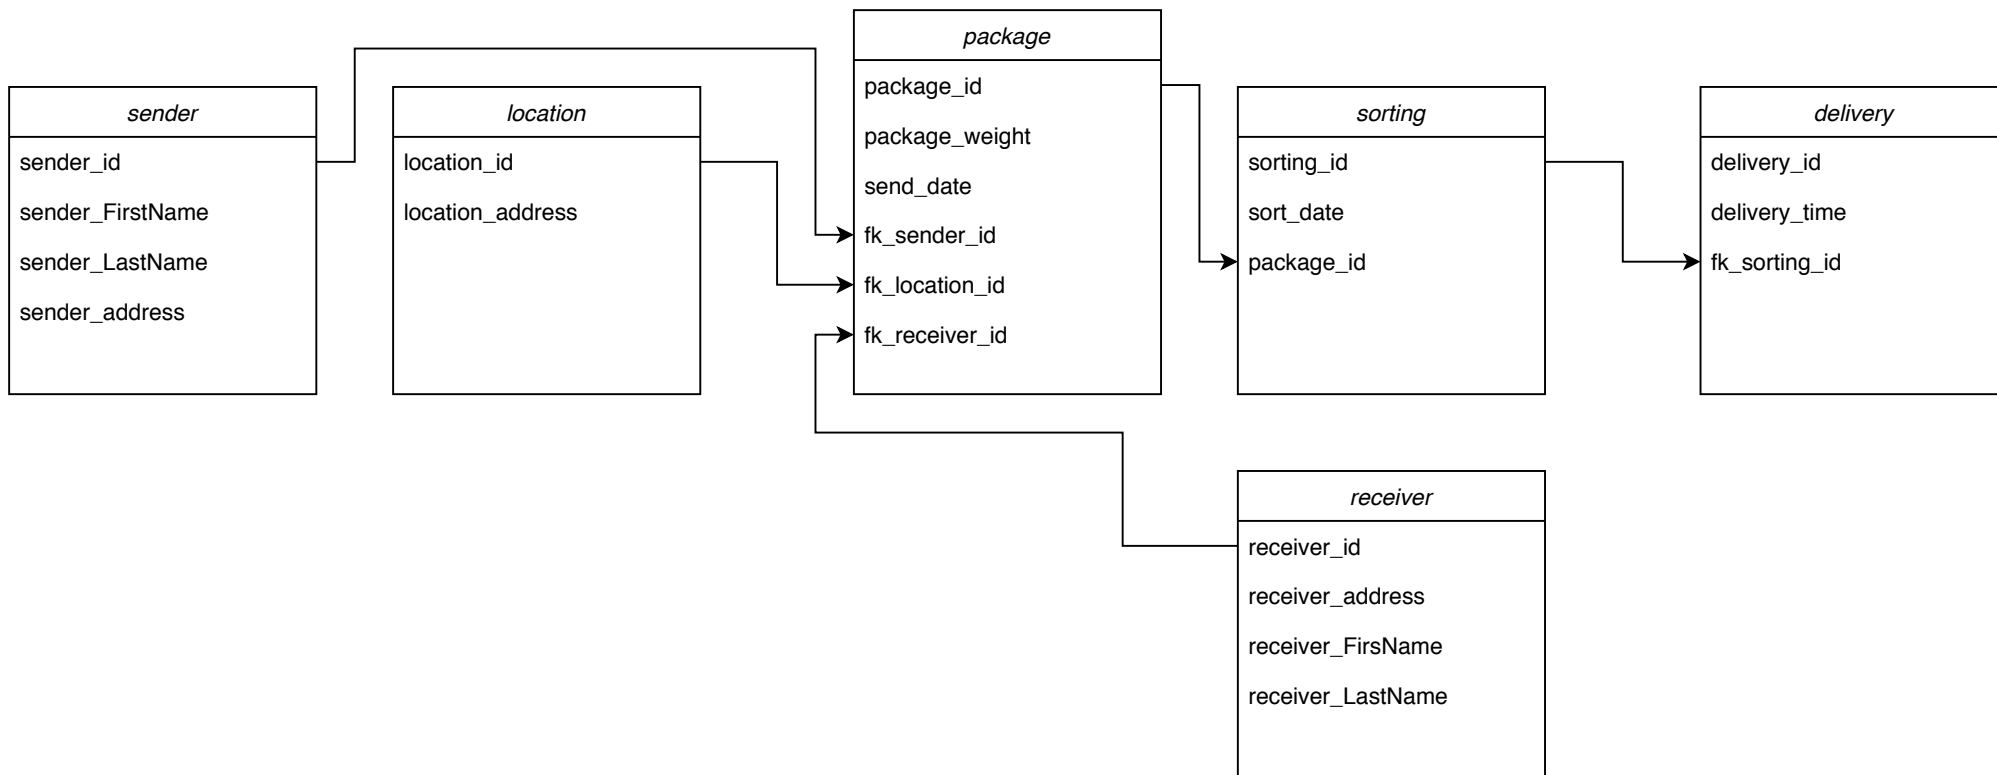 sender
sender_id
sender_FirstName
sender_LastName
sender_address
location
location_id
location_address
package
package_id
package_weight
send_date
fk_sender_id
fk_location_id
fk_receiver_id
sorting
sorting_id
sort_date
package_id
delivery
delivery_id
delivery_time
fk_sorting_id
receiver
receiver_id
receiver_address
receiver_FirsName
receiver_LastName